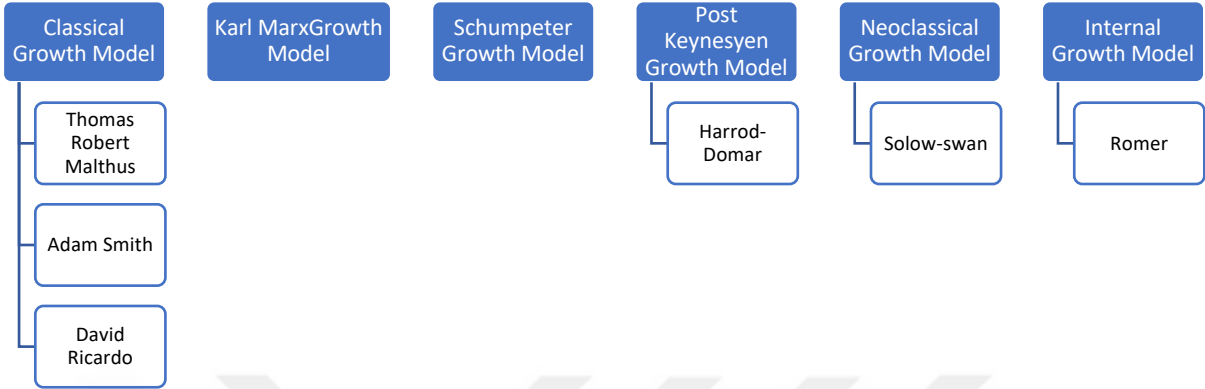 Classical
Growth Model
Karl MarxGrowth
Model
Schumpeter
Growth Model
Post
Keynesyen
Growth Model
Neoclassical
Growth Model
Internal
Growth Model
Thomas
Robert
Malthus
Adam Smith
David
Ricardo
Harrod-
Domar
Solow-swan
Romer